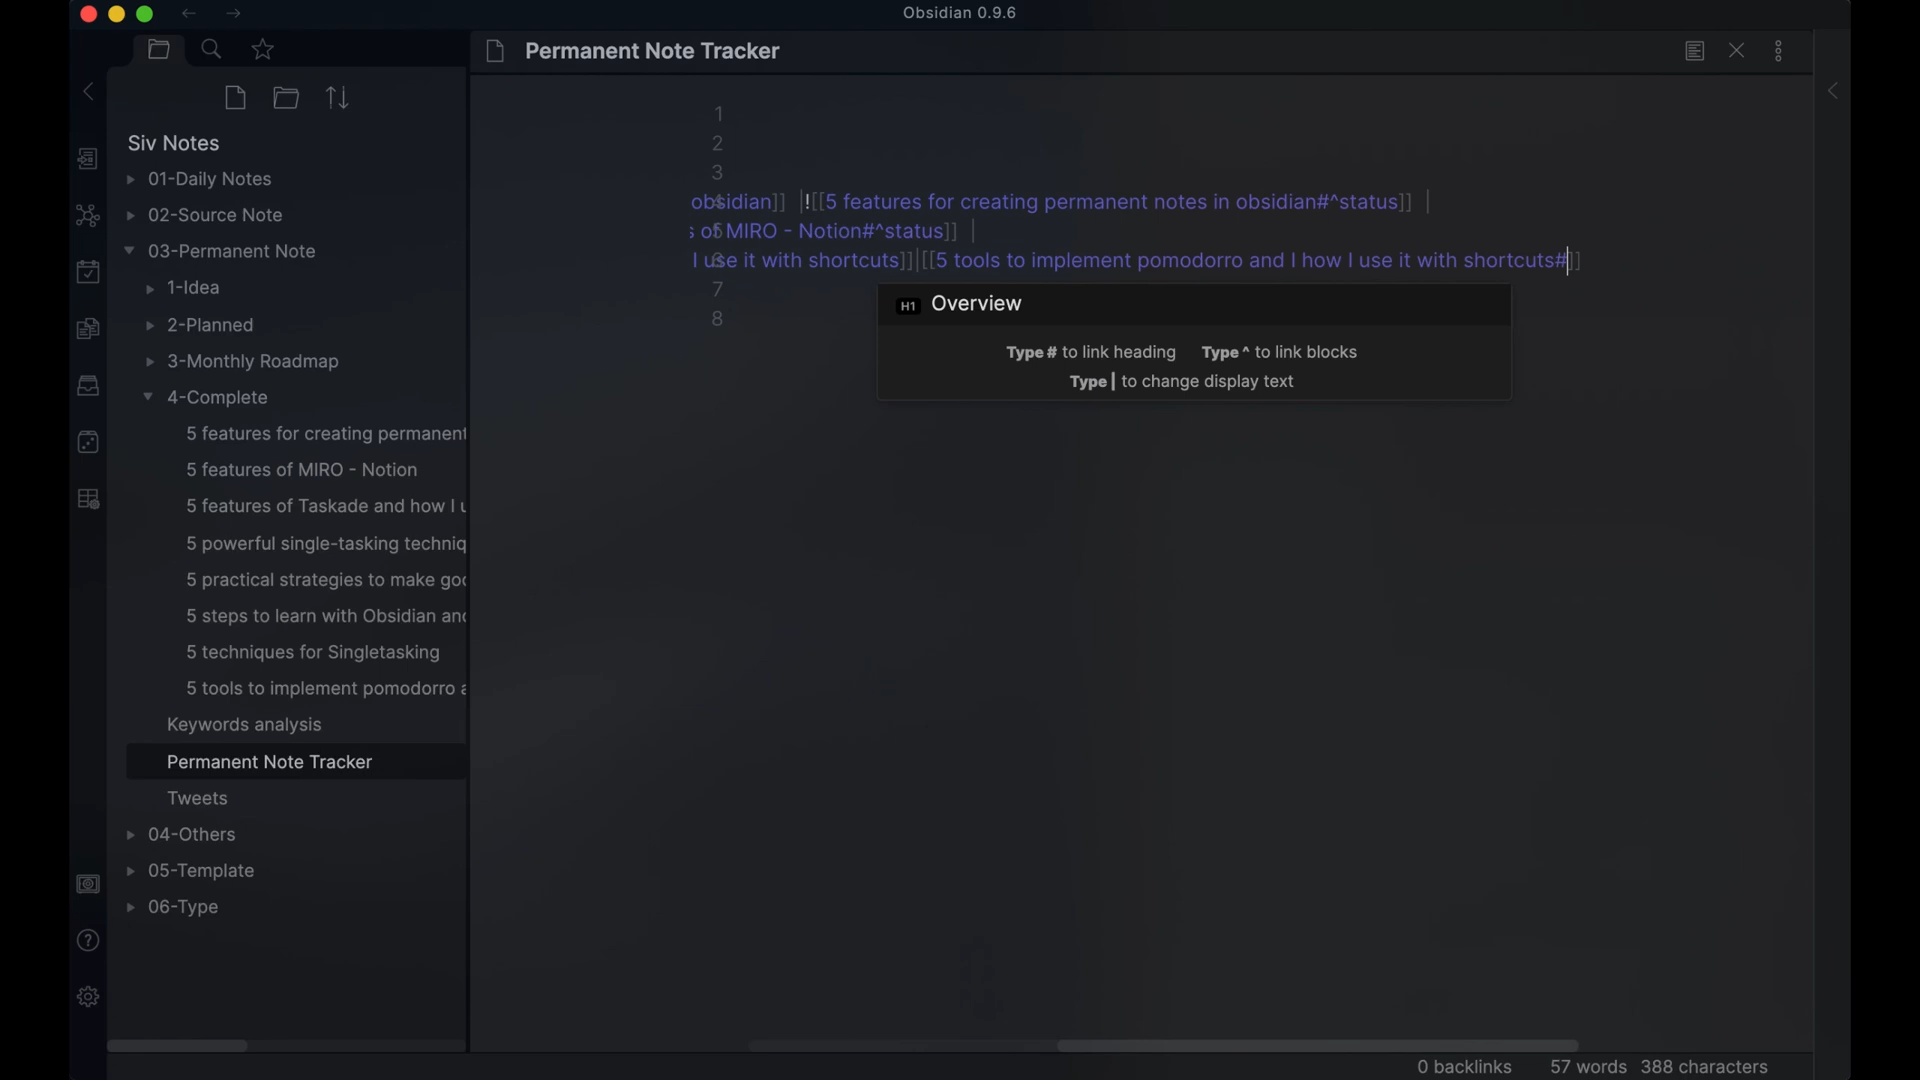 Obsidian 0.9.6
Permanent Note Tracker
Siv Notes
01-Daily Notes
02-Source Note
03-Permanent Note
1-Idea
2-Planned
3-Monthly Roadmap
4-Complete
5 features for creating permanent
5 features of MIRO - Notion
5 features of Taskade and how I u
5 powerful single-tasking techniq
5 practical strategies to make goo
5 steps to learn with Obsidian and
5 techniques for Singletasking
5 tools to implement pomodorro a
Keywords analysis
Permanent Note Tracker
Tweets
04-Others
05-Template
06-Type
1
2
3
4 obsidian]] |![[5 features for creating permanent notes in obsidian#^status]] |
5 s of MIRO - Notion#^status]] |
6 I use it with shortcuts]]|[[5 tools to implement pomodorro and I how I use it with shortcuts#]]
7
8
H1 Overview
Type # to link heading Type ^ to link blocks
Type | to change display text
0 backlinks 57 words 388 characters